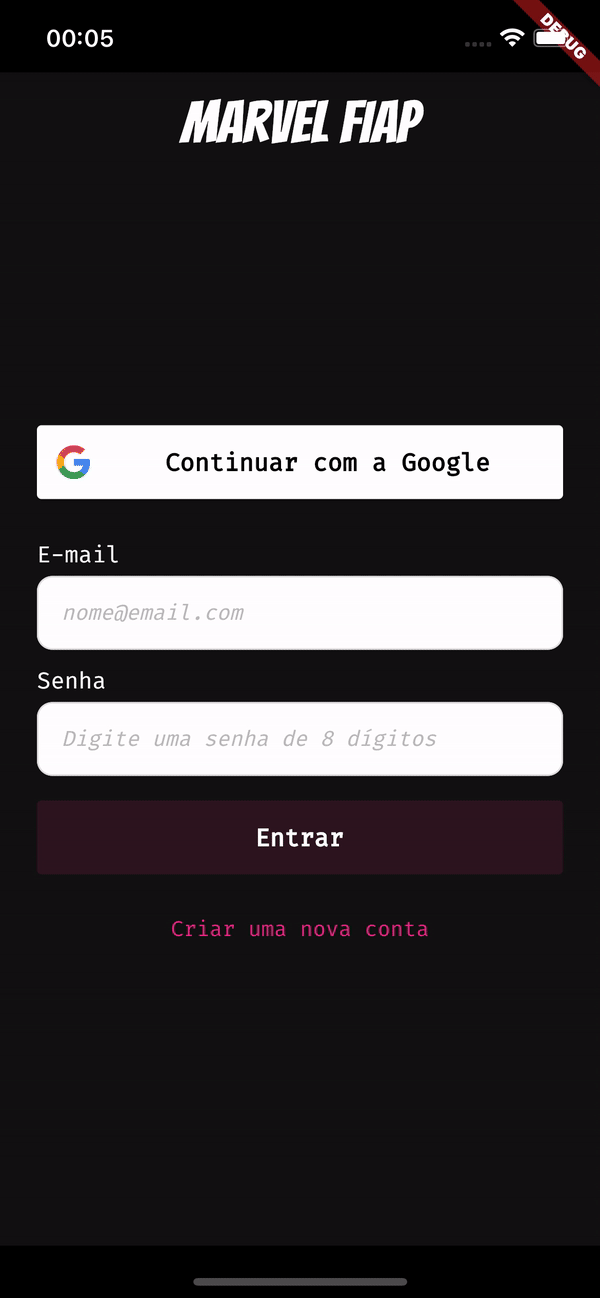 00:05
DEBUG
MARVEL FIAP
Continuar com a Google
E-mail
nome@email.com
Senha
Digite uma senha de 8 dígitos
Entrar
Criar uma nova conta